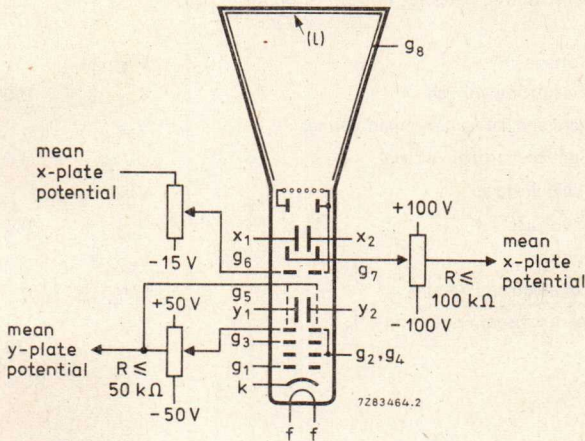 (l)
g8
mean
x-plate
potential
-15 V
x1
x2
g6
g7
+100 V
mean
x-plate
potential
R ≤
100 kΩ
-100 V
+50 V
g5
y1
y2
mean
y-plate
potential
R ≤
50 kΩ
-50 V
g3
g2, g4
g1
k
7Z83464.2
f
f